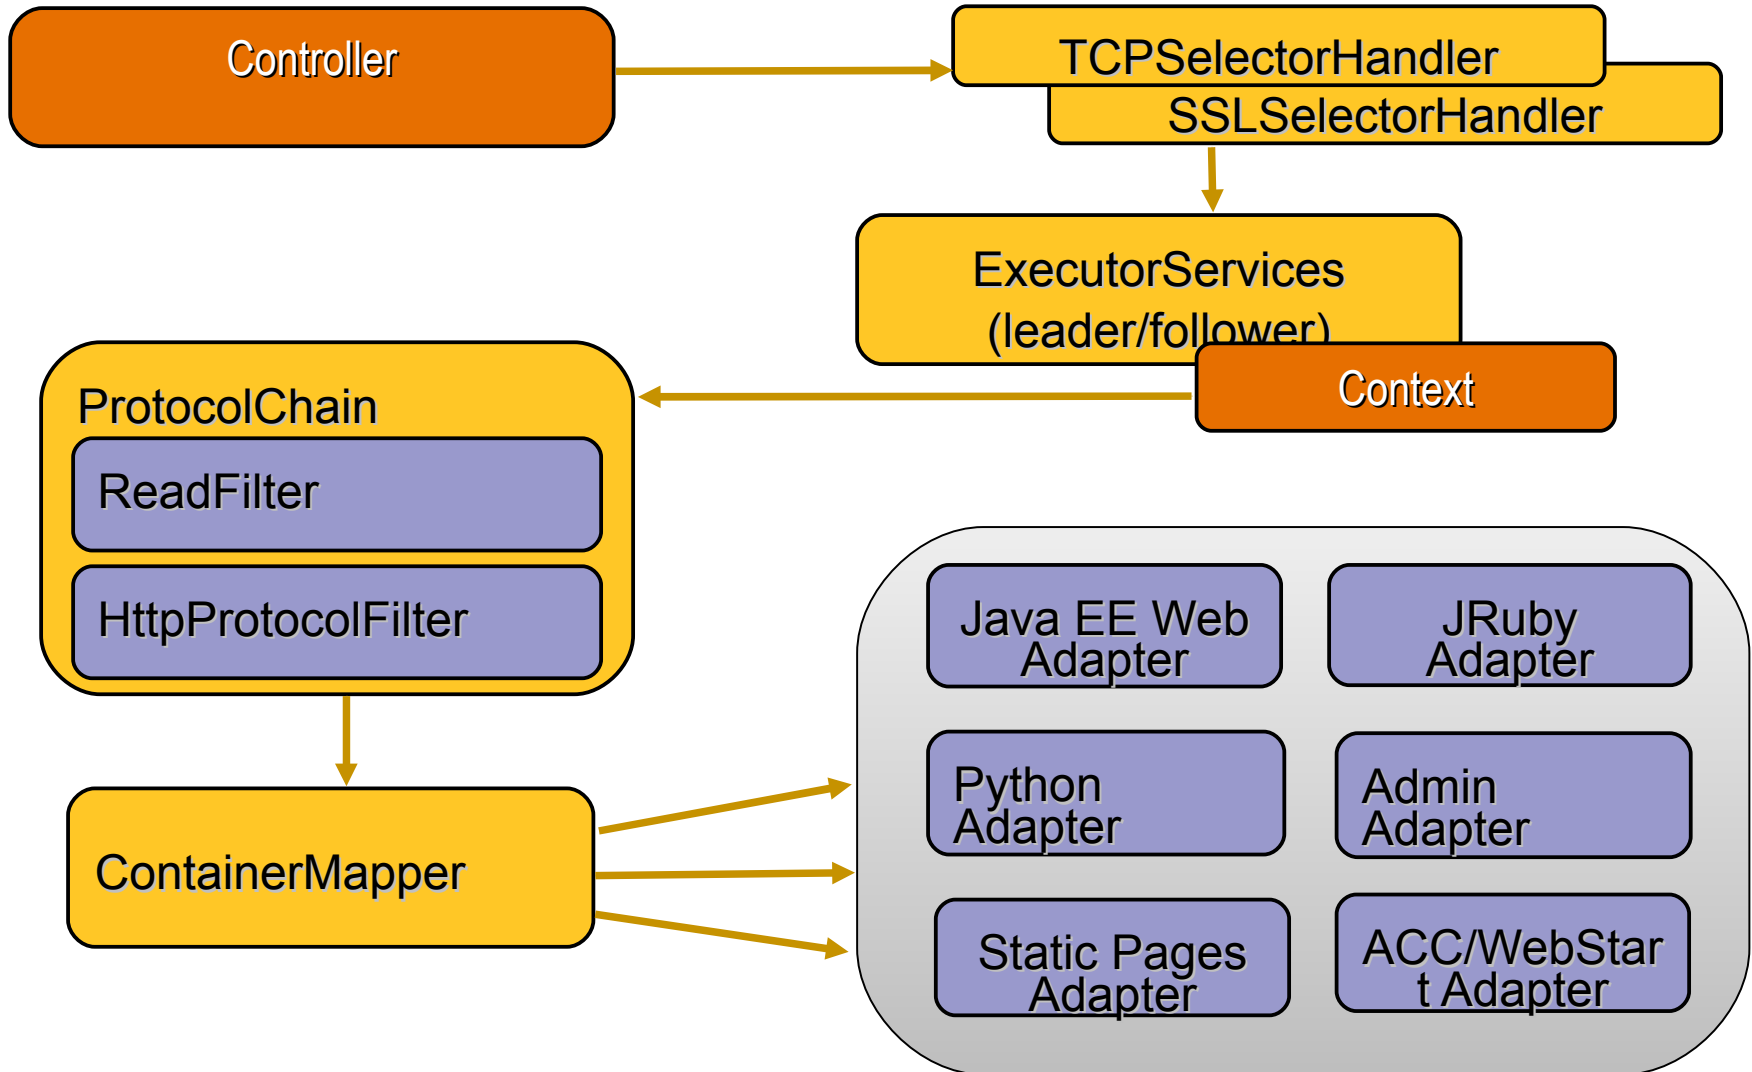 Controller
TCPSelectorHandler
SSLSelectorHandler
ExecutorServices
(leader/follower)
Context
ProtocolChain
ReadFilter
HttpProtocolFilter
ContainerMapper
Java EE Web
Adapter
JRuby
Adapter
Python
Adapter
Admin
Adapter
Static Pages
Adapter
ACC/WebStar
t Adapter